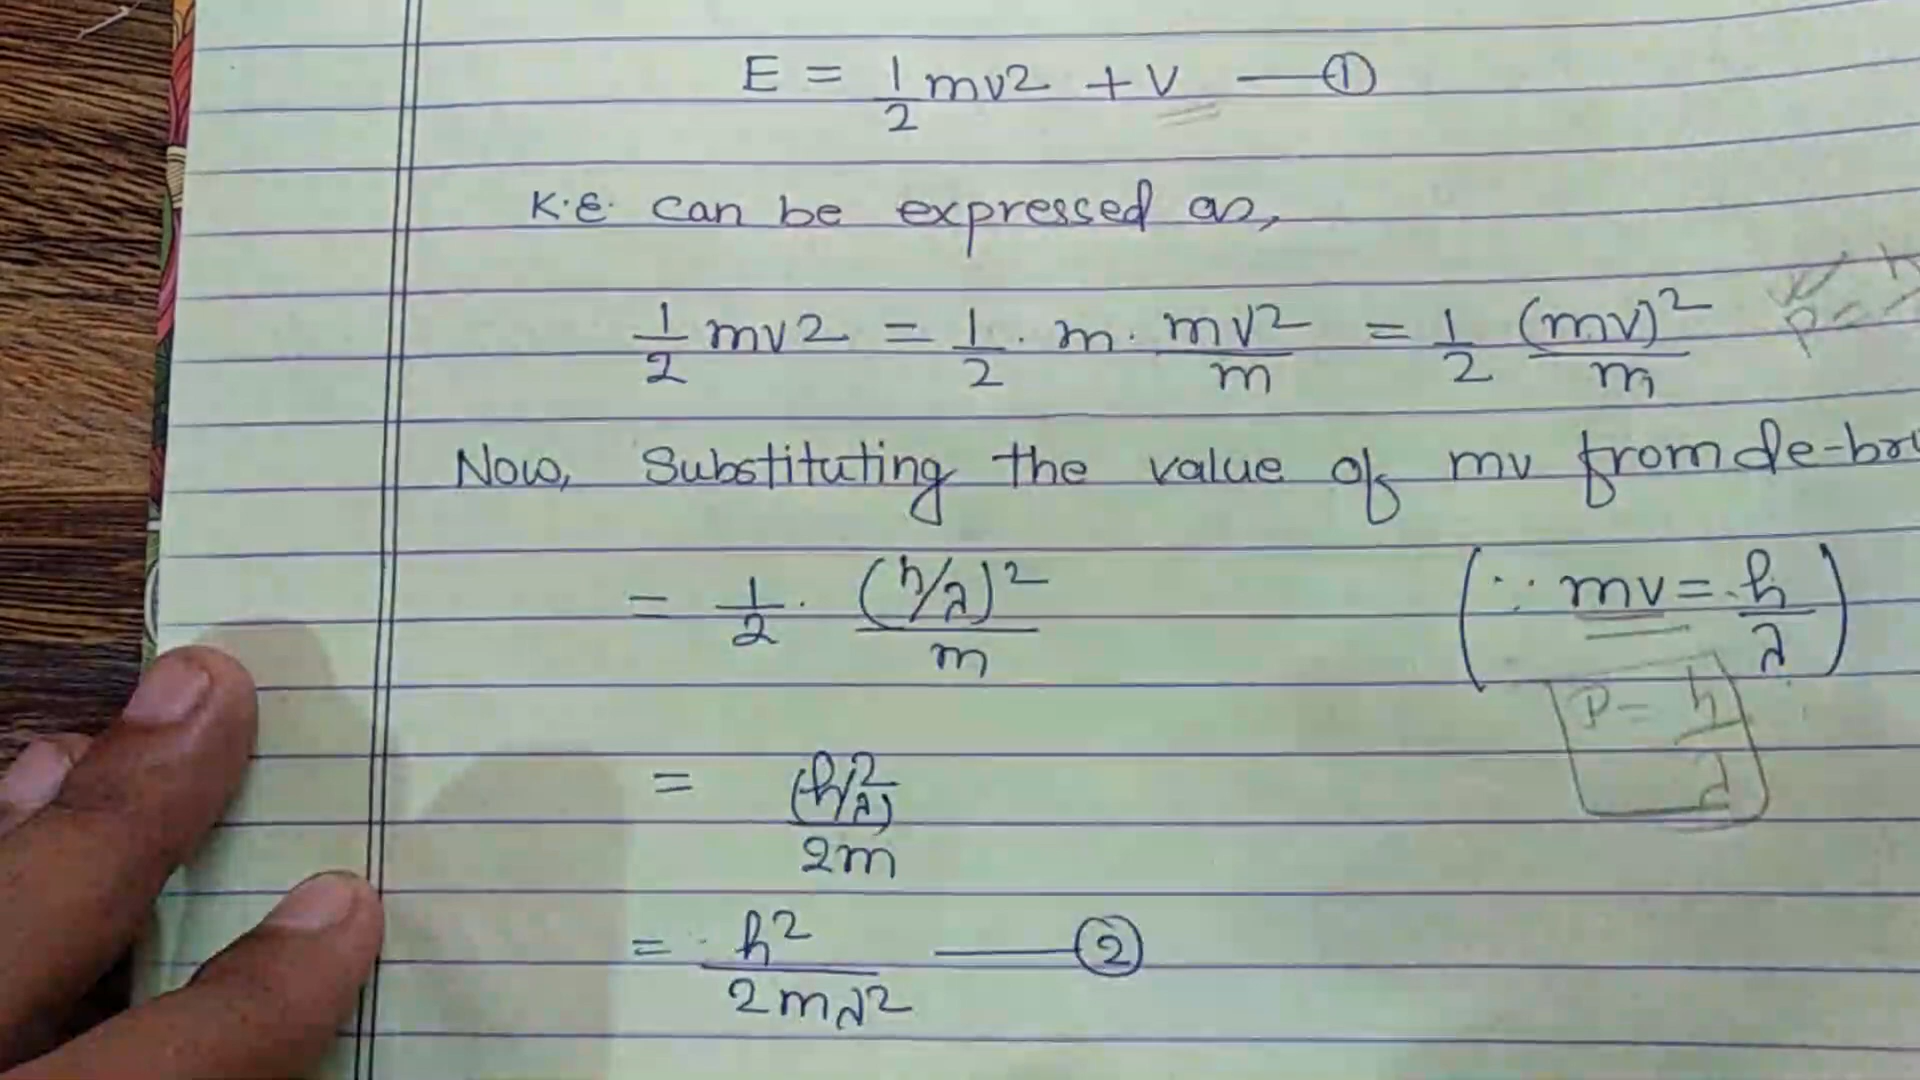 E = 1/2 mv2 + V —①
K.E. can be expressed as,
1/2 mv2 = 1/2 . m . mv2/m = 1/2 (mv)2/m
Now, Substituting the value of mv from de-
= 1/2 . (h/λ)2/m (∵ mv = h/λ)
P = h/λ
= (h/λ)2/2m
= h2/2mλ2 —②